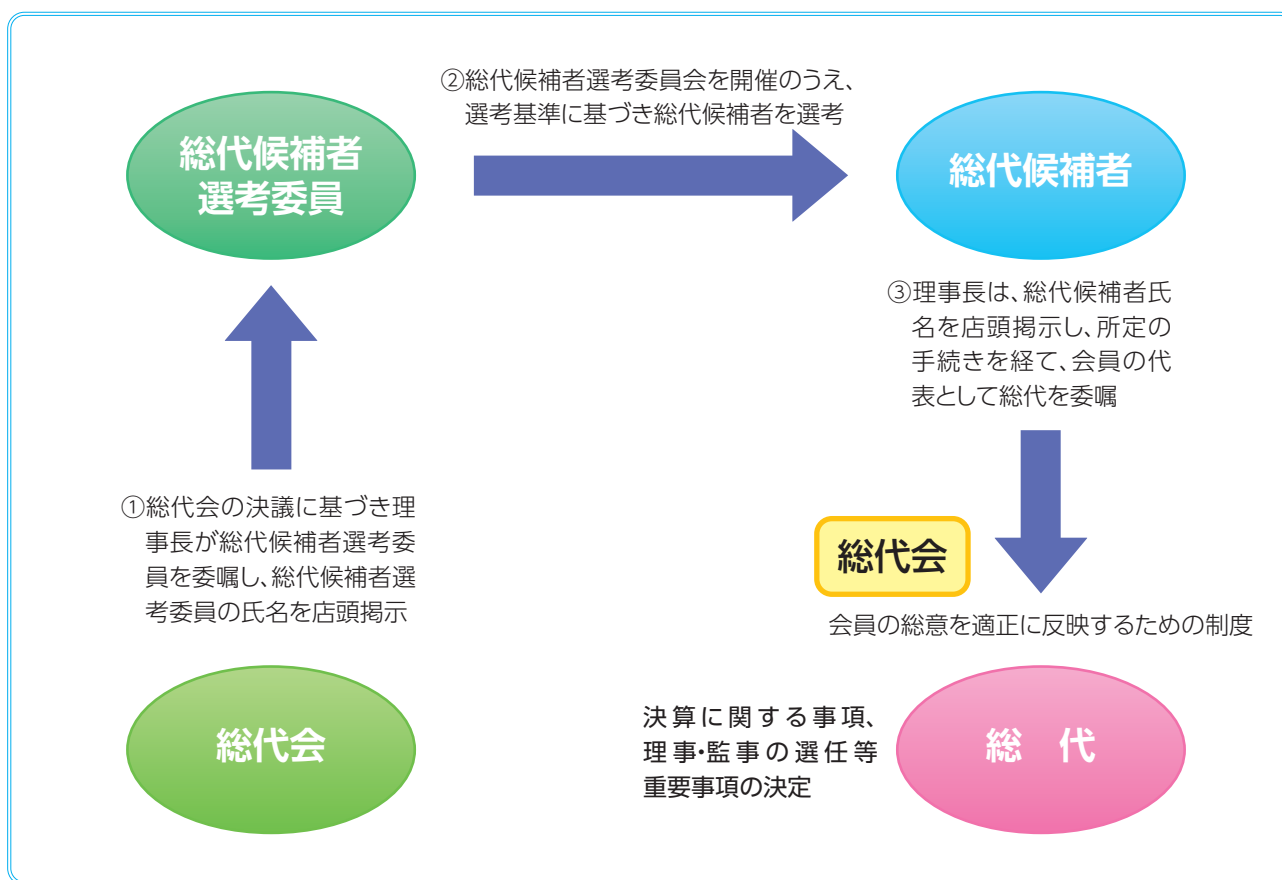 ②総代候補者選考委員会を開催のうえ、
選考基準に基づき総代候補者を選考
総代候補者
選考委員
総代候補者
③理事長は、総代候補者氏
名を店頭掲示し、所定の
手続きを経て、会員の代
表として総代を委嘱
①総代会の決議に基づき理
事長が総代候補者選考委
員を委嘱し、総代候補者選
考委員の氏名を店頭掲示
総代会
会員の総意を適正に反映するための制度
総代会
決算に関する事項、
理事・監事の選任等
重要事項の決定
総　代